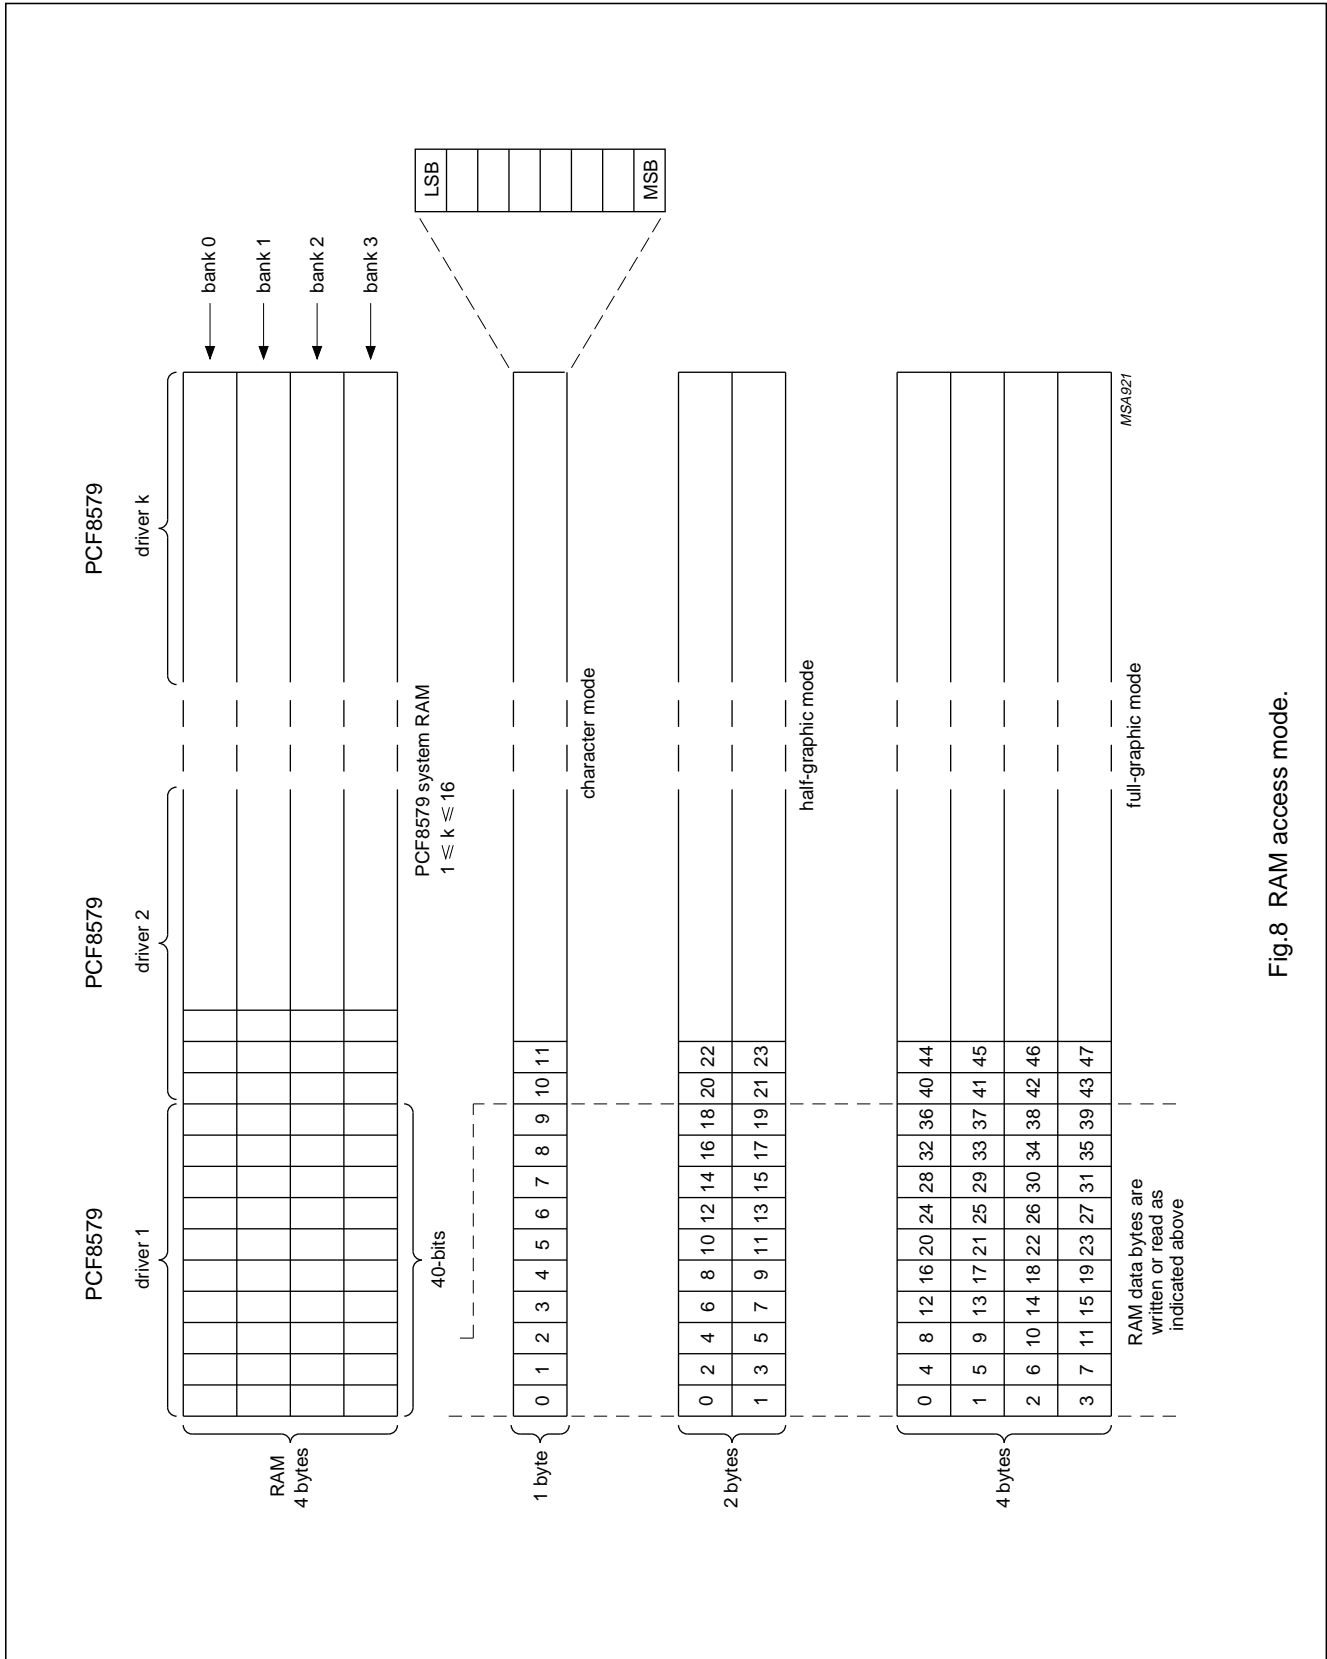 PCF8579 PCF8579 PCF8579
driver 1 driver 2 driver k
RAM
4 bytes
bank 0
bank 1
bank 2
bank 3
40-bits
PCF8579 system RAM
1 ≤ k ≤ 16
LSB
MSB
1 byte
0 1 2 3 4 5 6 7 8 9 10 11
character mode
2 bytes
0 2 4 6 8 10 12 14 16 18 20 22
1 3 5 7 9 11 13 15 17 19 21 23
half-graphic mode
4 bytes
0 4 8 12 16 20 24 28 32 36 40 44
1 5 9 13 17 21 25 29 33 37 41 45
2 6 10 14 18 22 26 30 34 38 42 46
3 7 11 15 19 23 27 31 35 39 43 47
full-graphic mode
RAM data bytes are
written or read as
indicated above
MSA921
Fig.8 RAM access mode.